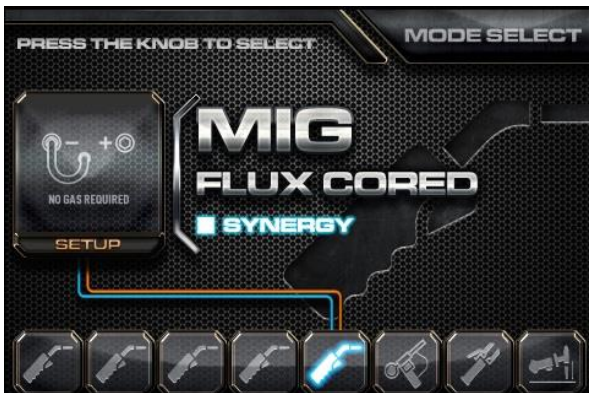 PRESS THE KNOB TO SELECT
MODE SELECT
MIG
FLUX CORED
SYNERGY
- +
NO GAS REQUIRED
SETUP